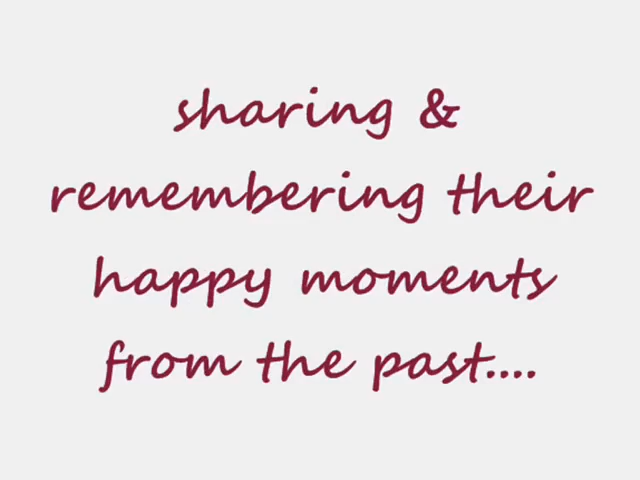 sharing &
remembering their
happy moments
from the past....